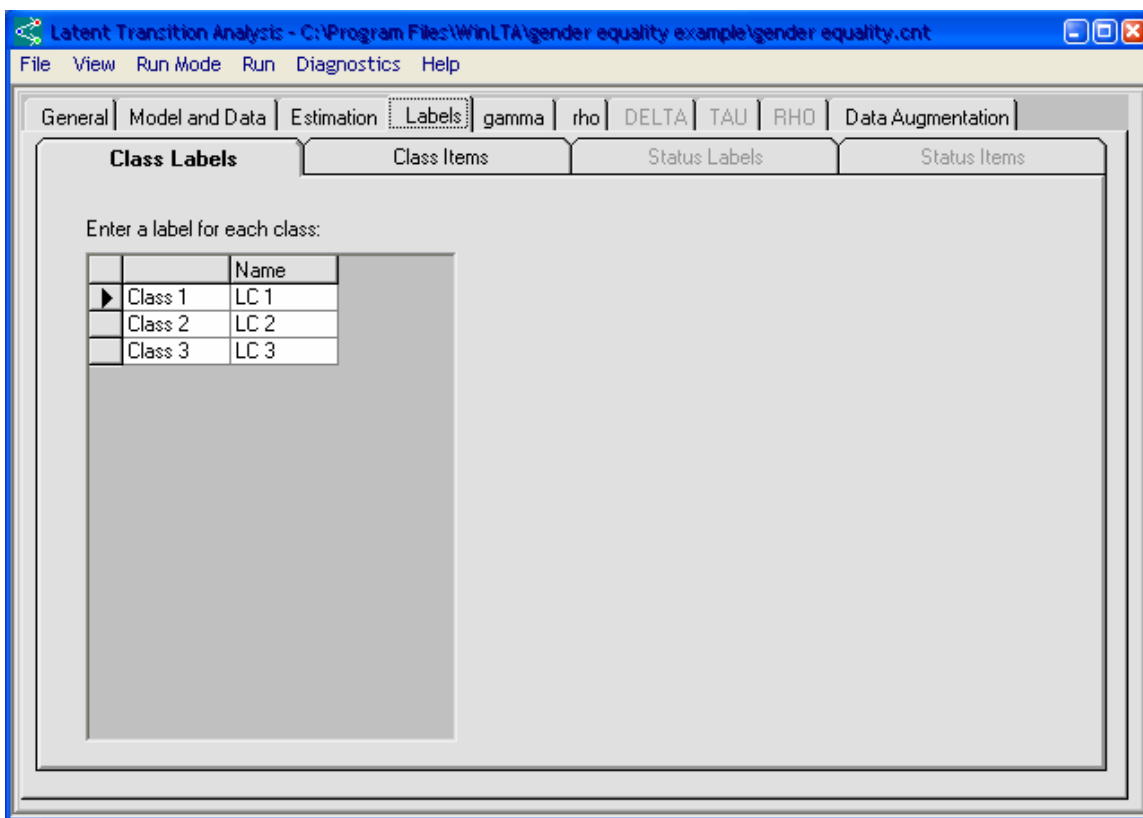 Latent Transition Analysis - C:\Program Files\WinLTA\gender equality example\gender equality.cnt
File View Run Mode Run Diagnostics Help
General Model and Data Estimation Labels gamma rho DELTA TAU RHO Data Augmentation
Class Labels Class Items Status Labels Status Items
Enter a label for each class:
Name
Class 1 LC 1
Class 2 LC 2
Class 3 LC 3